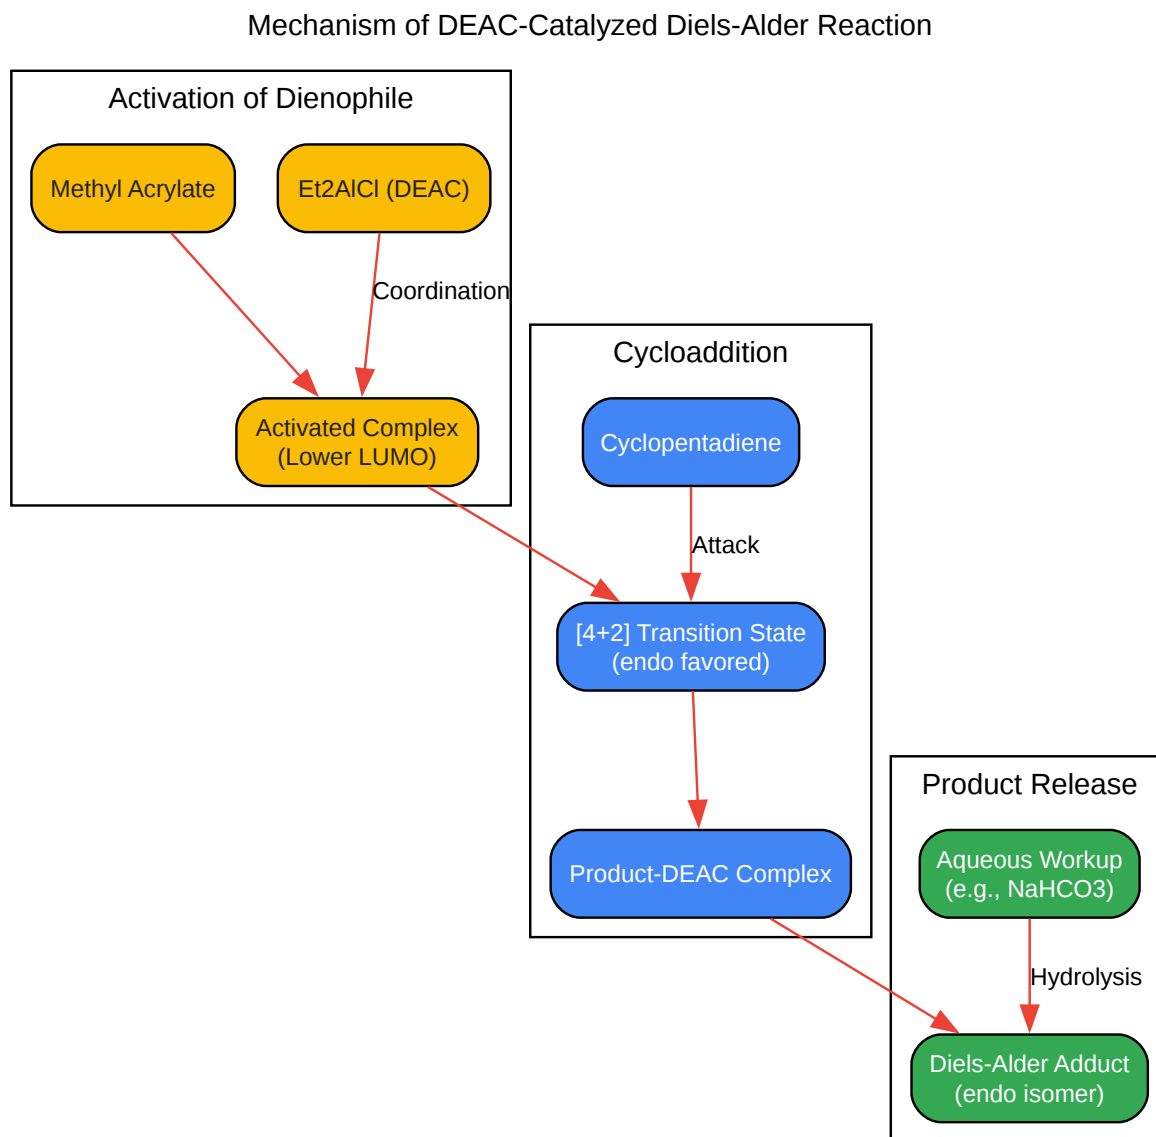 Mechanism of DEAC-Catalyzed Diels-Alder Reaction
Activation of Dienophile
Methyl Acrylate
Et2AlCl (DEAC)
Coordination
Activated Complex
(Lower LUMO)
Cycloaddition
Cyclopentadiene
Attack
[4+2] Transition State
(endo favored)
Product-DEAC Complex
Product Release
Aqueous Workup
(e.g., NaHCO3)
Hydrolysis
Diels-Alder Adduct
(endo isomer)